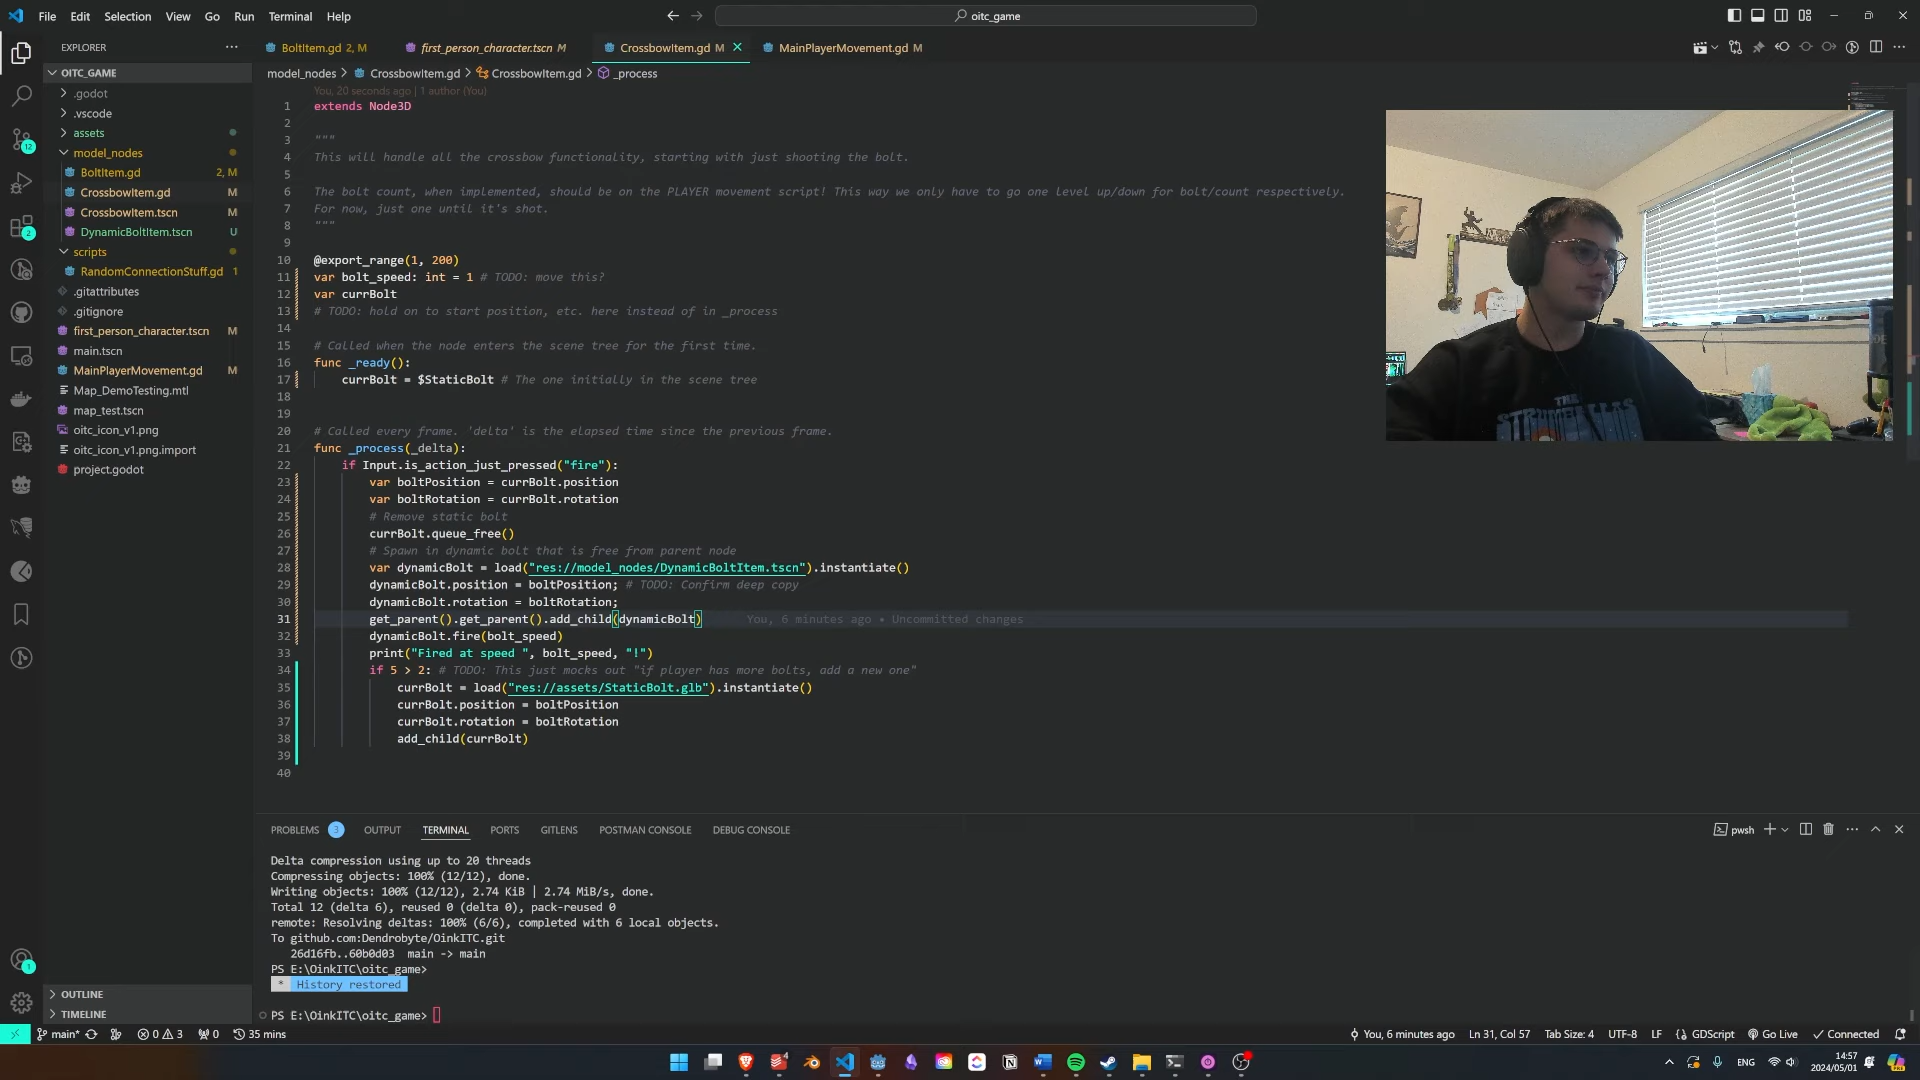 File Edit Selection View Go Run Terminal Help
oitc_game
EXPLORER
BoltItem.gd 2, M
first_person_character.tscn M
CrossbowItem.gd M
MainPlayerMovement.gd M
OITC_GAME
model_nodes > CrossbowItem.gd > CrossbowItem.gd > _process
.godot
.vscode
assets
model_nodes
BoltItem.gd 2, M
CrossbowItem.gd M
CrossbowItem.tscn M
DynamicBoltItem.tscn U
scripts
RandomConnectionStuff.gd 1
.gitattributes
.gitignore
first_person_character.tscn M
main.tscn
MainPlayerMovement.gd M
Map_DemoTesting.mtl
map_test.tscn
oitc_icon_v1.png
oitc_icon_v1.png.import
project.godot
OUTLINE
TIMELINE
12
2
1
You, 20 seconds ago | 1 author (You)
1 extends Node3D
2
3 """
4 This will handle all the crossbow functionality, starting with just shooting the bolt.
5
6 The bolt count, when implemented, should be on the PLAYER movement script! This way we only have to go one level up/down for bolt/count respectively.
7 For now, just one until it's shot.
8 """
9
10 @export_range(1, 200)
11 var bolt_speed: int = 1 # TODO: move this?
12 var currBolt
13 # TODO: hold on to start position, etc. here instead of in _process
14
15 # Called when the node enters the scene tree for the first time.
16 func _ready():
17 currBolt = $StaticBolt # The one initially in the scene tree
18
19
20 # Called every frame. 'delta' is the elapsed time since the previous frame.
21 func _process(_delta):
22 if Input.is_action_just_pressed("fire"):
23 var boltPosition = currBolt.position
24 var boltRotation = currBolt.rotation
25 # Remove static bolt
26 currBolt.queue_free()
27 # Spawn in dynamic bolt that is free from parent node
28 var dynamicBolt = load("res://model_nodes/DynamicBoltItem.tscn").instantiate()
29 dynamicBolt.position = boltPosition; # TODO: Confirm deep copy
30 dynamicBolt.rotation = boltRotation;
31 get_parent().get_parent().add_child(dynamicBolt) You, 6 minutes ago • Uncommitted changes
32 dynamicBolt.fire(bolt_speed)
33 print("Fired at speed ", bolt_speed, "!")
34 if 5 > 2: # TODO: This just mocks out "if player has more bolts, add a new one"
35 currBolt = load("res://assets/StaticBolt.glb").instantiate()
36 currBolt.position = boltPosition
37 currBolt.rotation = boltRotation
38 add_child(currBolt)
39
40
PROBLEMS 3 OUTPUT TERMINAL PORTS GITLENS POSTMAN CONSOLE DEBUG CONSOLE
pwsh
Delta compression using up to 20 threads
Compressing objects: 100% (12/12), done.
Writing objects: 100% (12/12), 2.74 KiB | 2.74 MiB/s, done.
Total 12 (delta 6), reused 0 (delta 0), pack-reused 0
remote: Resolving deltas: 100% (6/6), completed with 6 local objects.
To github.com:Dendrobyte/OinkITC.git
26d16fb..60b0d03 main -> main
PS E:\OinkITC\oitc_game>
* History restored
PS E:\OinkITC\oitc_game>
main* 0 3 0 35 mins
You, 6 minutes ago Ln 31, Col 57 Tab Size: 4 UTF-8 LF GDScript Go Live Connected
ENG
14:57
2024/05/01